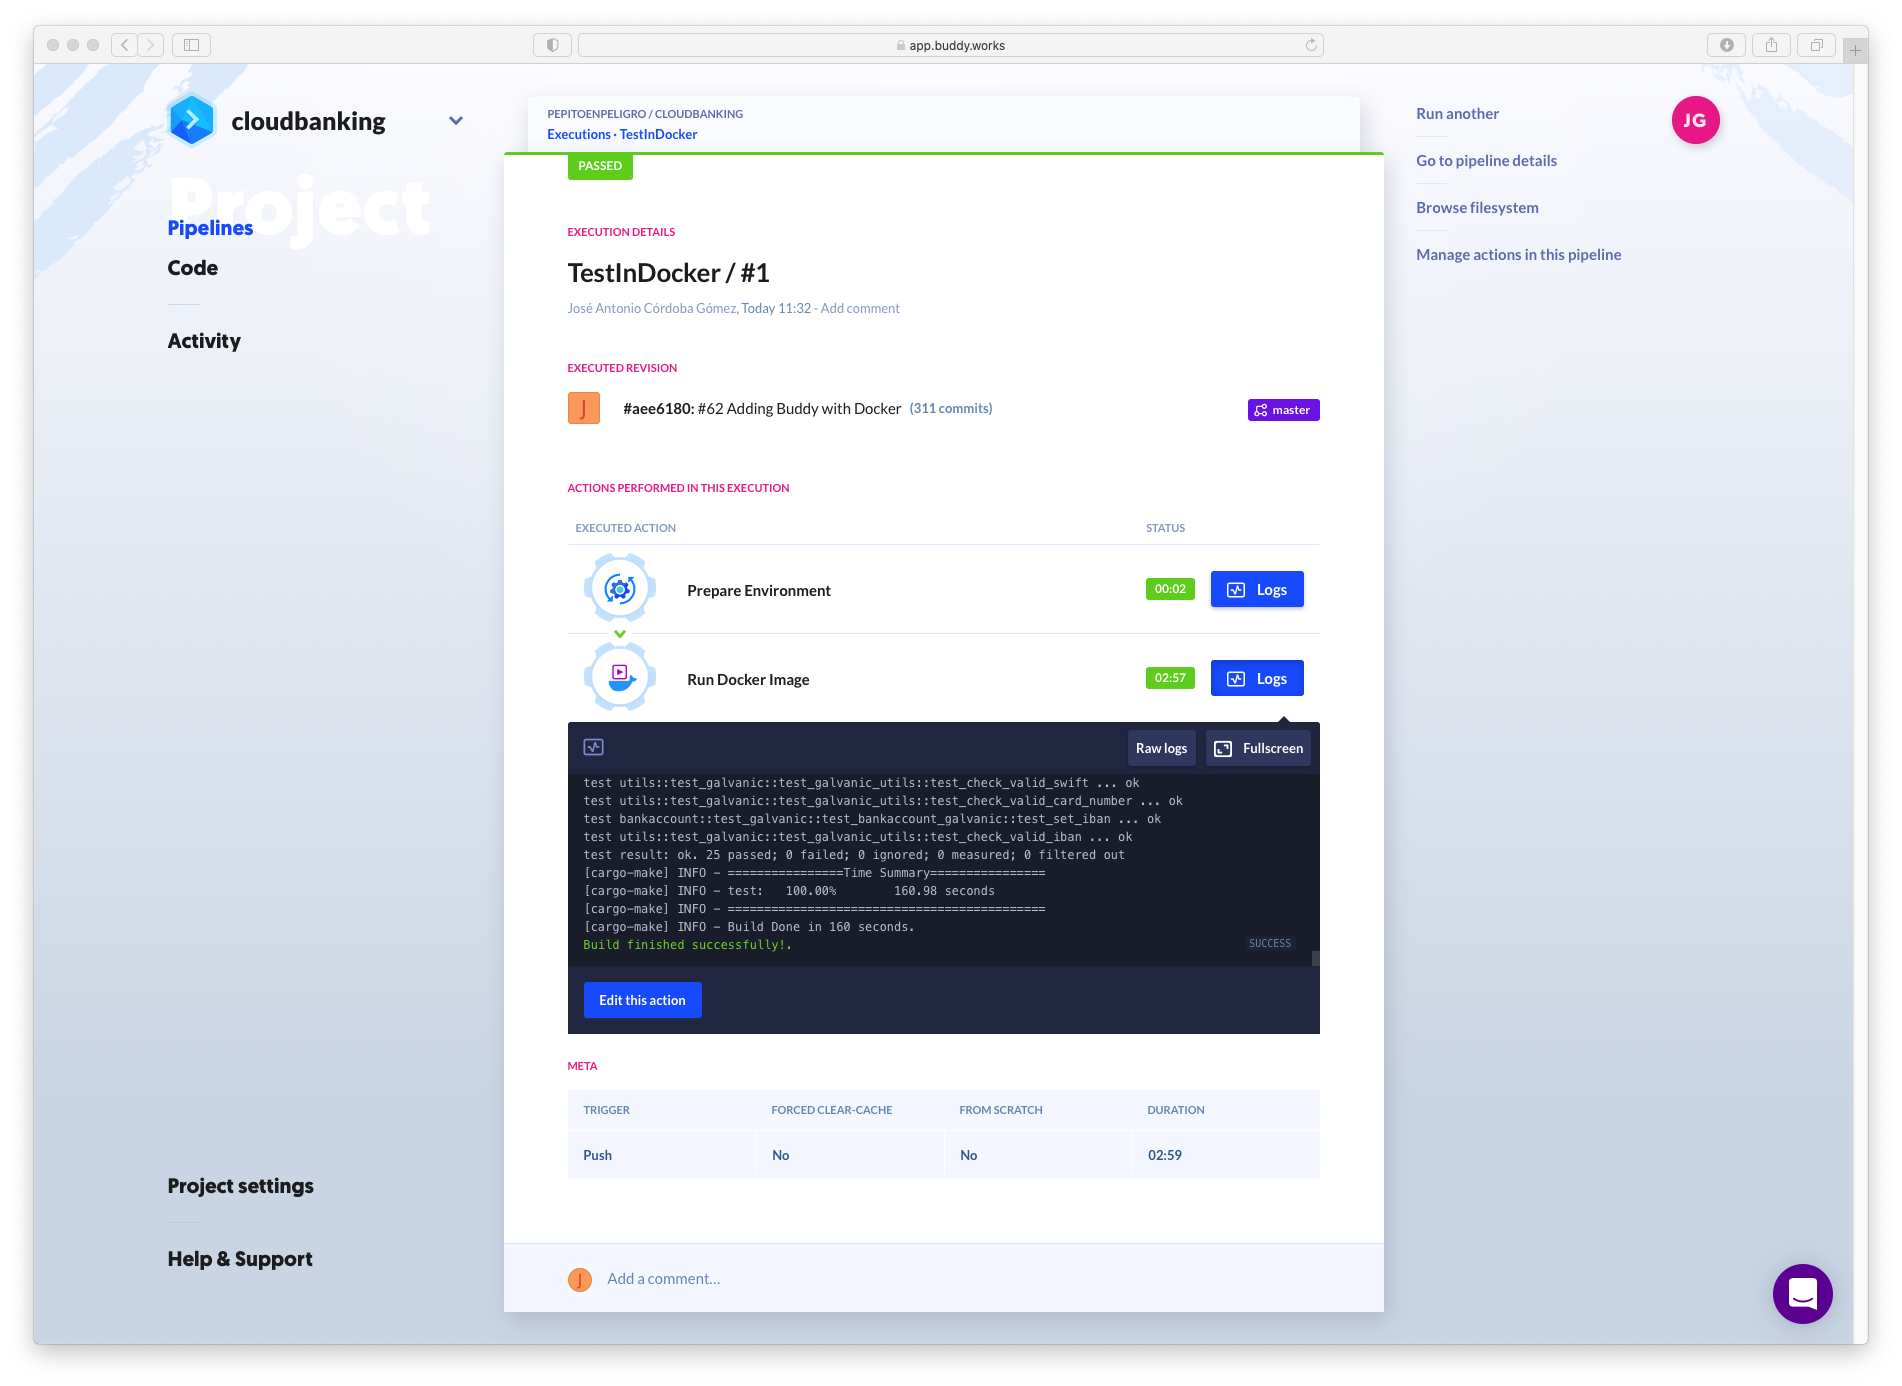 app.buddy.works
cloudbanking
Project
Pipelines
Code
Activity
Project settings
Help & Support
PEPITOENPELIGRO / CLOUDBANKING
Executions · TestInDocker
PASSED
EXECUTION DETAILS
TestInDocker / #1
José Antonio Córdoba Gómez, Today 11:32 - Add comment
EXECUTED REVISION
J #aee6180: #62 Adding Buddy with Docker (311 commits) master
ACTIONS PERFORMED IN THIS EXECUTION
EXECUTED ACTION STATUS
Prepare Environment 00:02 Logs
Run Docker Image 02:57 Logs
Raw logs Fullscreen
test utils::test_galvanic::test_galvanic_utils::test_check_valid_swift ... ok
test utils::test_galvanic::test_galvanic_utils::test_check_valid_card_number ... ok
test bankaccount::test_galvanic::test_bankaccount_galvanic::test_set_iban ... ok
test utils::test_galvanic::test_galvanic_utils::test_check_valid_iban ... ok
test result: ok. 25 passed; 0 failed; 0 ignored; 0 measured; 0 filtered out
[cargo-make] INFO - ================Time Summary================
[cargo-make] INFO - test:   100.00%        160.98 seconds
[cargo-make] INFO - ============================================
[cargo-make] INFO - Build Done in 160 seconds.
Build finished successfully!.
SUCCESS
Edit this action
META
TRIGGER FORCED CLEAR-CACHE FROM SCRATCH DURATION
Push No No 02:59
J Add a comment...
Run another
Go to pipeline details
Browse filesystem
Manage actions in this pipeline
JG